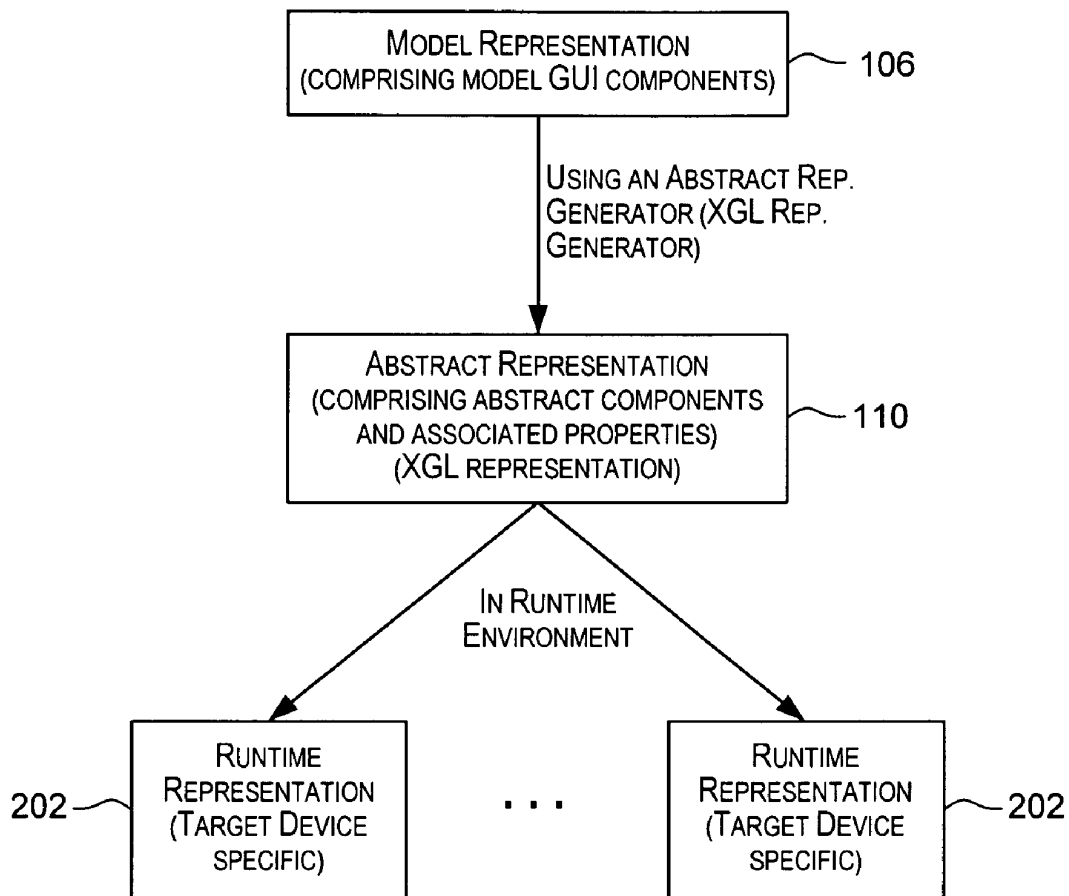 MODEL REPRESENTATION
(COMPRISING MODEL GUI COMPONENTS)
106
USING AN ABSTRACT REP.
GENERATOR (XGL REP.
GENERATOR)
ABSTRACT REPRESENTATION
(COMPRISING ABSTRACT COMPONENTS
AND ASSOCIATED PROPERTIES)
(XGL REPRESENTATION)
110
IN RUNTIME
ENVIRONMENT
202
RUNTIME
REPRESENTATION
(TARGET DEVICE
SPECIFIC)
. . .
RUNTIME
REPRESENTATION
(TARGET DEVICE
SPECIFIC)
202